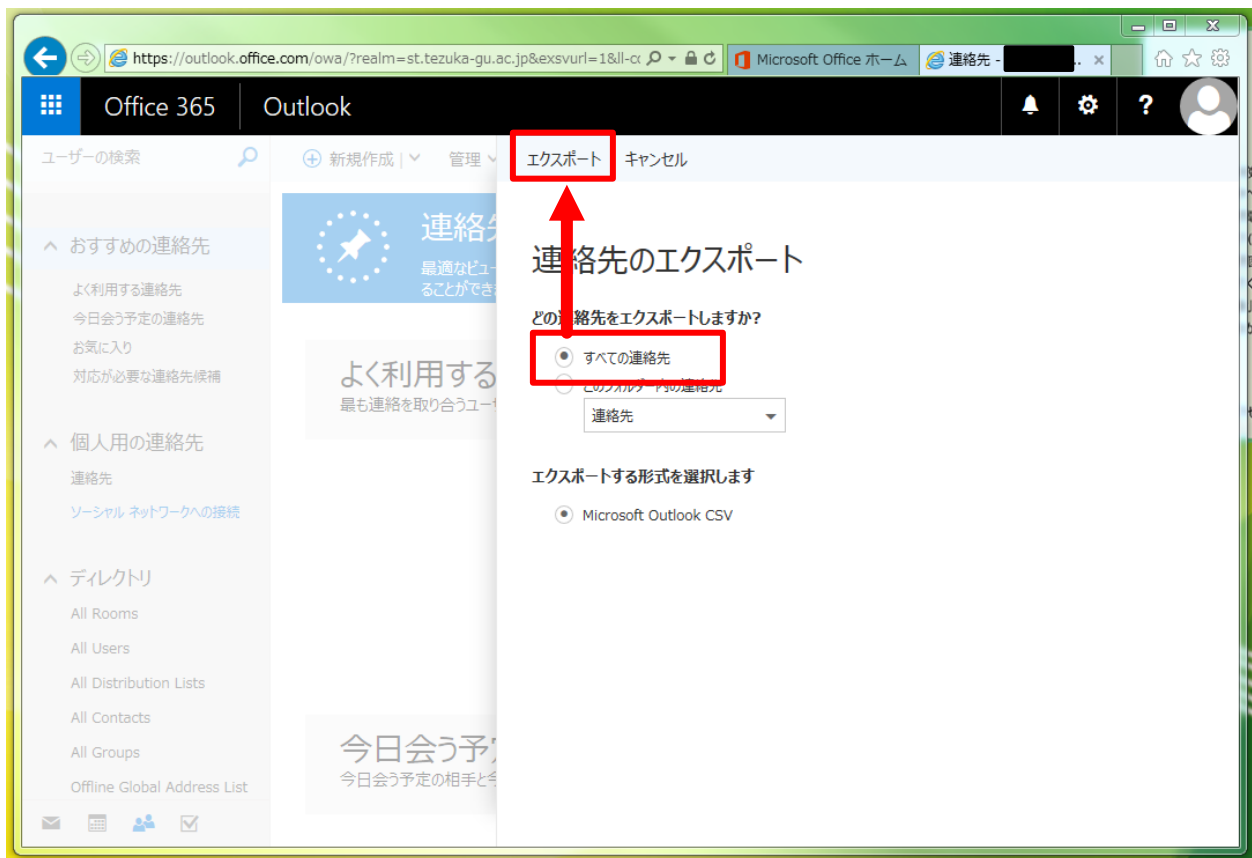 https://outlook.office.com/owa/?realm=st.tezuka-gu.ac.jp&exsvurl=1&ll-cc
Microsoft Office ホーム
連絡先 -
Office 365
Outlook
?
ユーザーの検索
新規作成 |
管理
エクスポート
キャンセル
おすすめの連絡先
よく利用する連絡先
今日会う予定の連絡先
お気に入り
対応が必要な連絡先候補
個人用の連絡先
連絡先
ソーシャル ネットワークへの接続
ディレクトリ
All Rooms
All Users
All Distribution Lists
All Contacts
All Groups
Offline Global Address List
連絡
最適なビュー
ることができ
よく利用する
最も連絡を取り合うユー
今日会う予
今日会う予定の相手と
連絡先のエクスポート
どの連絡先をエクスポートしますか?
すべての連絡先
このフォルダー内の連絡先
連絡先
エクスポートする形式を選択します
Microsoft Outlook CSV